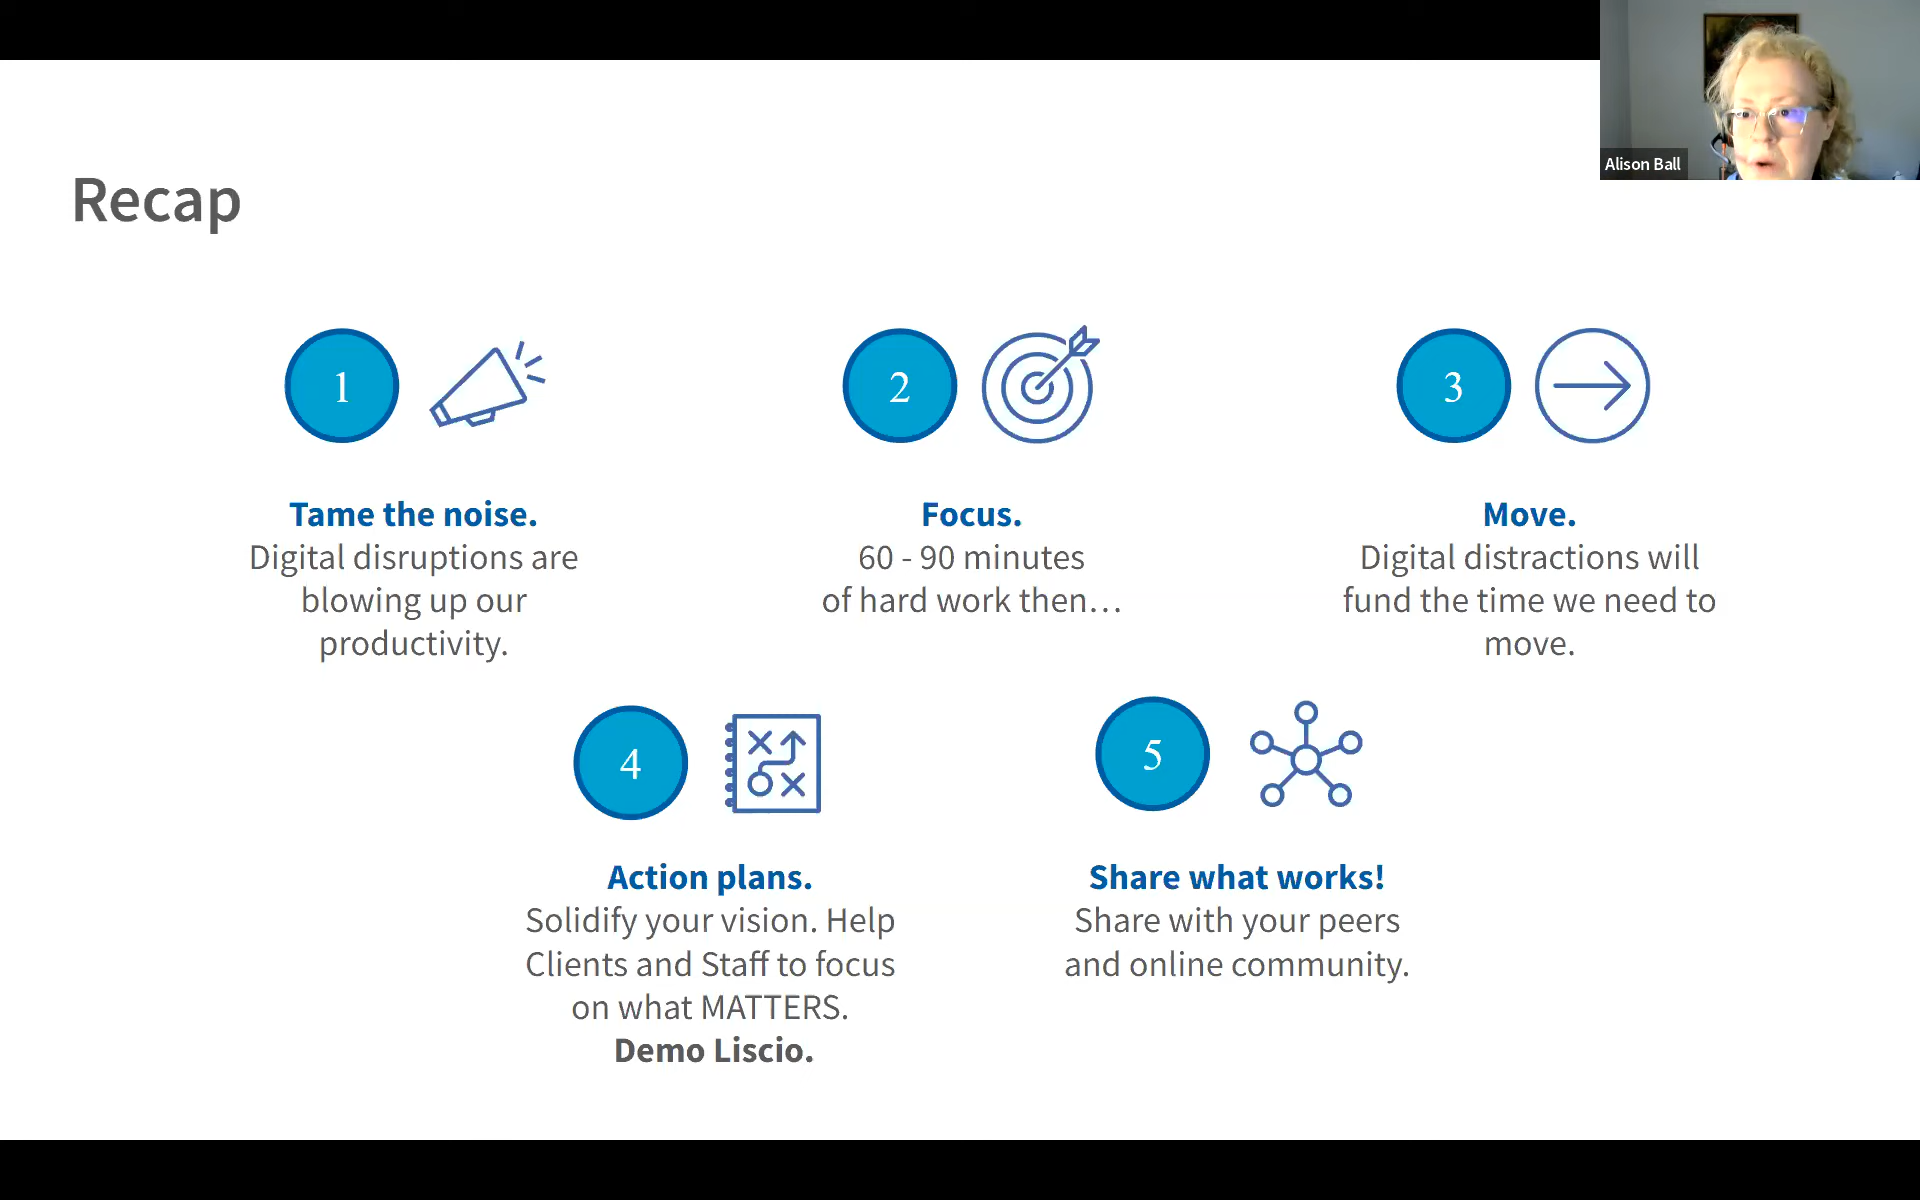 Alison Ball
Recap
1
2
3
Tame the noise.
Digital disruptions are
blowing up our
productivity.
Focus.
60 - 90 minutes
of hard work then…
Move.
Digital distractions will
fund the time we need to
move.
4
5
Action plans.
Solidify your vision. Help
Clients and Staff to focus
on what MATTERS.
Demo Liscio.
Share what works!
Share with your peers
and online community.